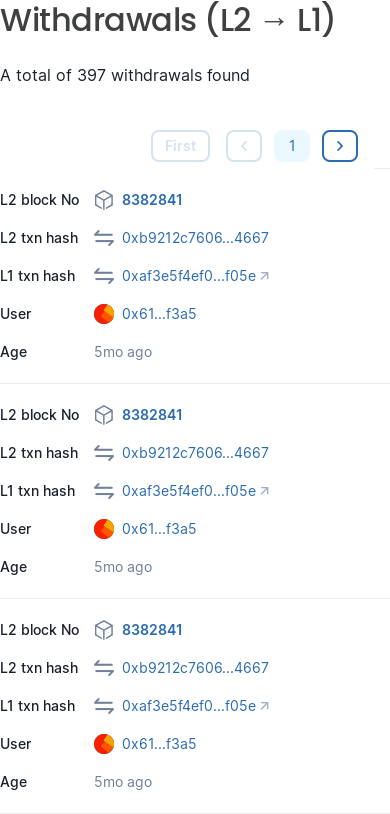 Withdrawals (L2 → L1)
A total of 397 withdrawals found
First 1
L2 block No 8382841
L2 txn hash 0xb9212c7606...4667
L1 txn hash 0xaf3e5f4ef0...f05e
User 0x61...f3a5
Age 5mo ago
L2 block No 8382841
L2 txn hash 0xb9212c7606...4667
L1 txn hash 0xaf3e5f4ef0...f05e
User 0x61...f3a5
Age 5mo ago
L2 block No 8382841
L2 txn hash 0xb9212c7606...4667
L1 txn hash 0xaf3e5f4ef0...f05e
User 0x61...f3a5
Age 5mo ago